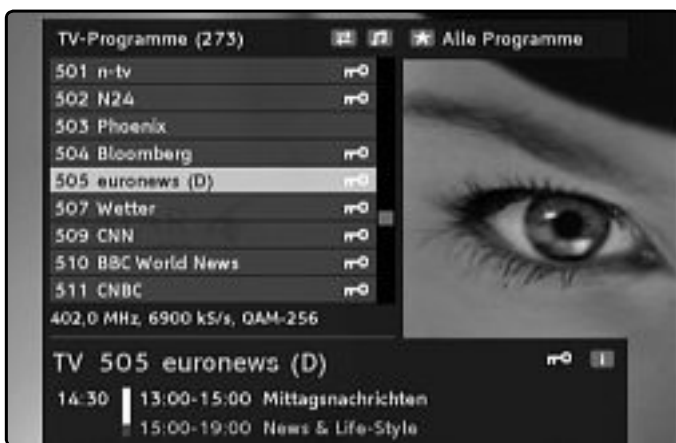 TV-Programme (273)
Alle Programme
501 n-tv
502 N24
503 Phoenix
504 Bloomberg
505 euronews (D)
507 Wetter
509 CNN
510 BBC World News
511 CNBC
402,0 MHz, 6900 kS/s, QAM-256
TV 505 euronews (D)
14:30 13:00-15:00 Mittagsnachrichten
15:00-19:00 News & Life-Style